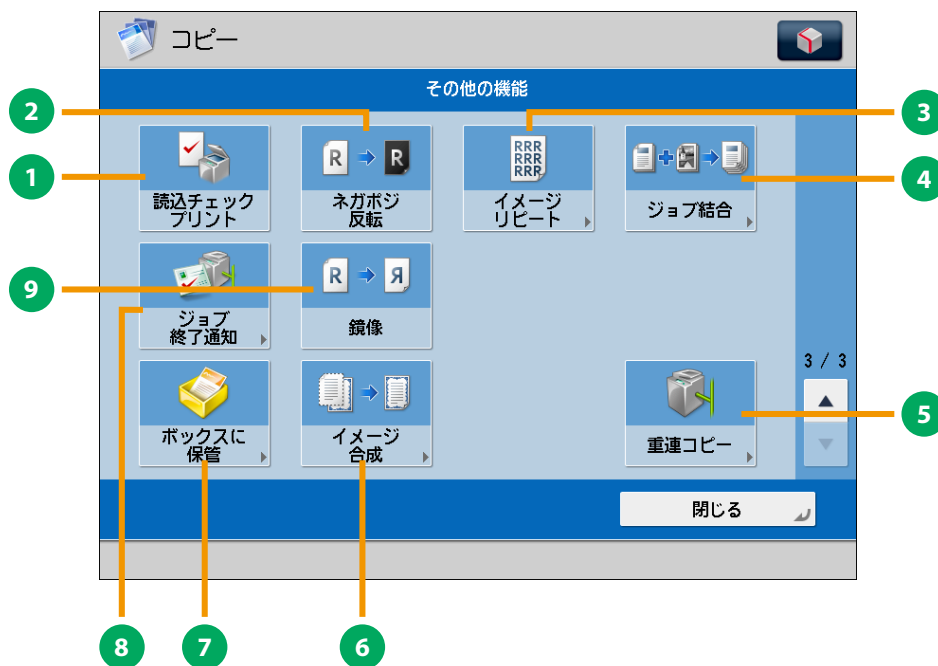 コピー
その他の機能
2
3
1
4
読込チェック
プリント
R R
ネガポジ
反転
RRR
RRR
RRR
イメージ
リピート
ジョブ結合
9
ジョブ
終了通知
R Я
鏡像
3 / 3
5
ボックスに
保管
イメージ
合成
重連コピー
閉じる
8
7
6